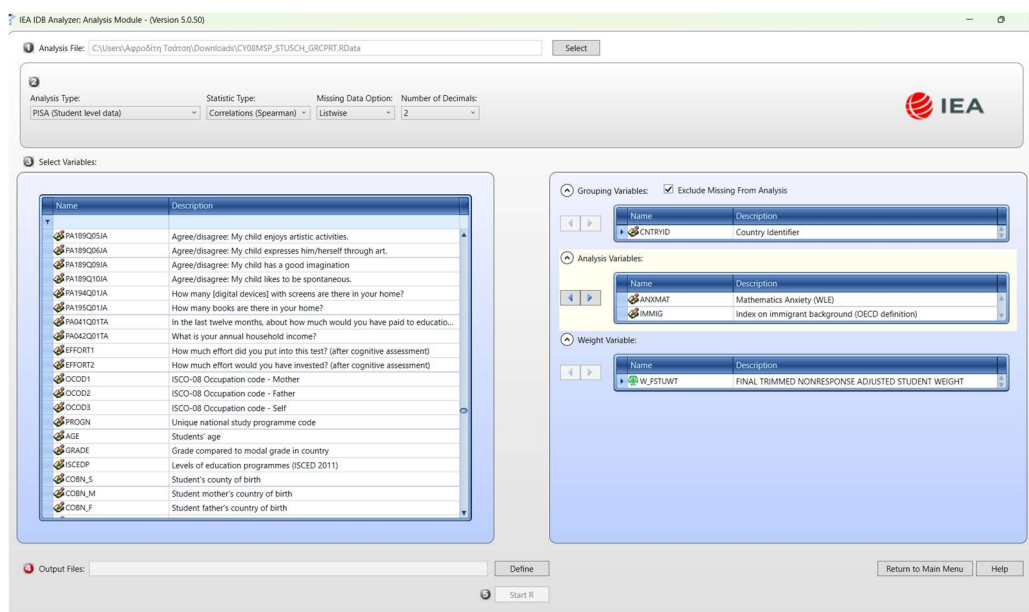 IEA IDB Analyzer: Analysis Module - (Version 5.0.50)
1 Analysis File: C:\Users\Αφροδίτη Τσάτση\Downloads\CY08MSP_STUSCH_GRCPRT.RData Select
2
Analysis Type: Statistic Type: Missing Data Option: Number of Decimals:
PISA (Student level data) Correlations (Spearman) Listwise 2
IEA
3 Select Variables:
Name Description
PA189Q05JA Agree/disagree: My child enjoys artistic activities.
PA189Q06JA Agree/disagree: My child expresses him/herself through art.
PA189Q09JA Agree/disagree: My child has a good imagination
PA189Q10JA Agree/disagree: My child likes to be spontaneous.
PA194Q01JA How many [digital devices] with screens are there in your home?
PA195Q01JA How many books are there in your home?
PA041Q01TA In the last twelve months, about how much would you have paid to educatio...
PA042Q01TA What is your annual household income?
EFFORT1 How much effort did you put into this test? (after cognitive assessment)
EFFORT2 How much effort would you have invested? (after cognitive assessment)
OCOD1 ISCO-08 Occupation code - Mother
OCOD2 ISCO-08 Occupation code - Father
OCOD3 ISCO-08 Occupation code - Self
PROGN Unique national study programme code
AGE Students' age
GRADE Grade compared to modal grade in country
ISCEDP Levels of education programmes (ISCED 2011)
COBN_S Student's county of birth
COBN_M Student mother's country of birth
COBN_F Student father's country of birth
Grouping Variables: Exclude Missing From Analysis
Name Description
CNTRYID Country Identifier
Analysis Variables:
Name Description
ANXMAT Mathematics Anxiety (WLE)
IMMIG Index on immigrant background (OECD definition)
Weight Variable:
Name Description
W_FSTUWT FINAL TRIMMED NONRESPONSE ADJUSTED STUDENT WEIGHT
4 Output Files: Define Return to Main Menu Help
5 Start R